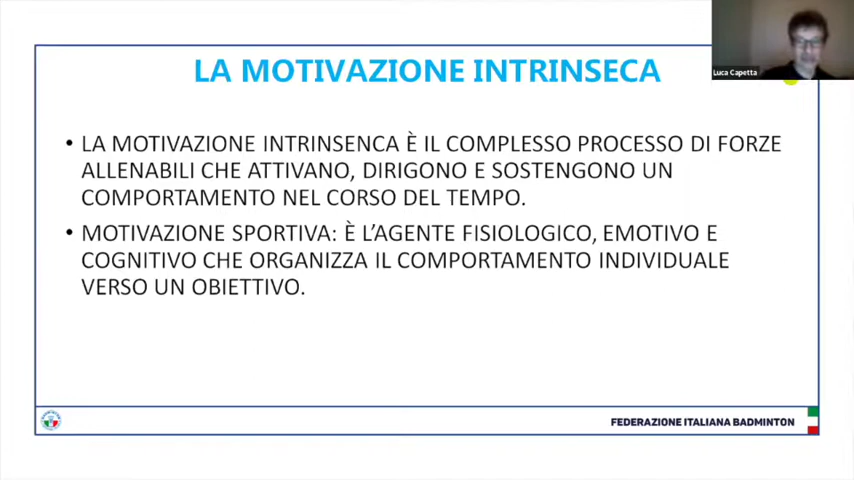 Luca Capetta
LA MOTIVAZIONE INTRINSECA
• LA MOTIVAZIONE INTRINSENCA È IL COMPLESSO PROCESSO DI FORZE
ALLENABILI CHE ATTIVANO, DIRIGONO E SOSTENGONO UN
COMPORTAMENTO NEL CORSO DEL TEMPO.
• MOTIVAZIONE SPORTIVA: È L'AGENTE FISIOLOGICO, EMOTIVO E
COGNITIVO CHE ORGANIZZA IL COMPORTAMENTO INDIVIDUALE
VERSO UN OBIETTIVO.
FEDERAZIONE ITALIANA BADMINTON